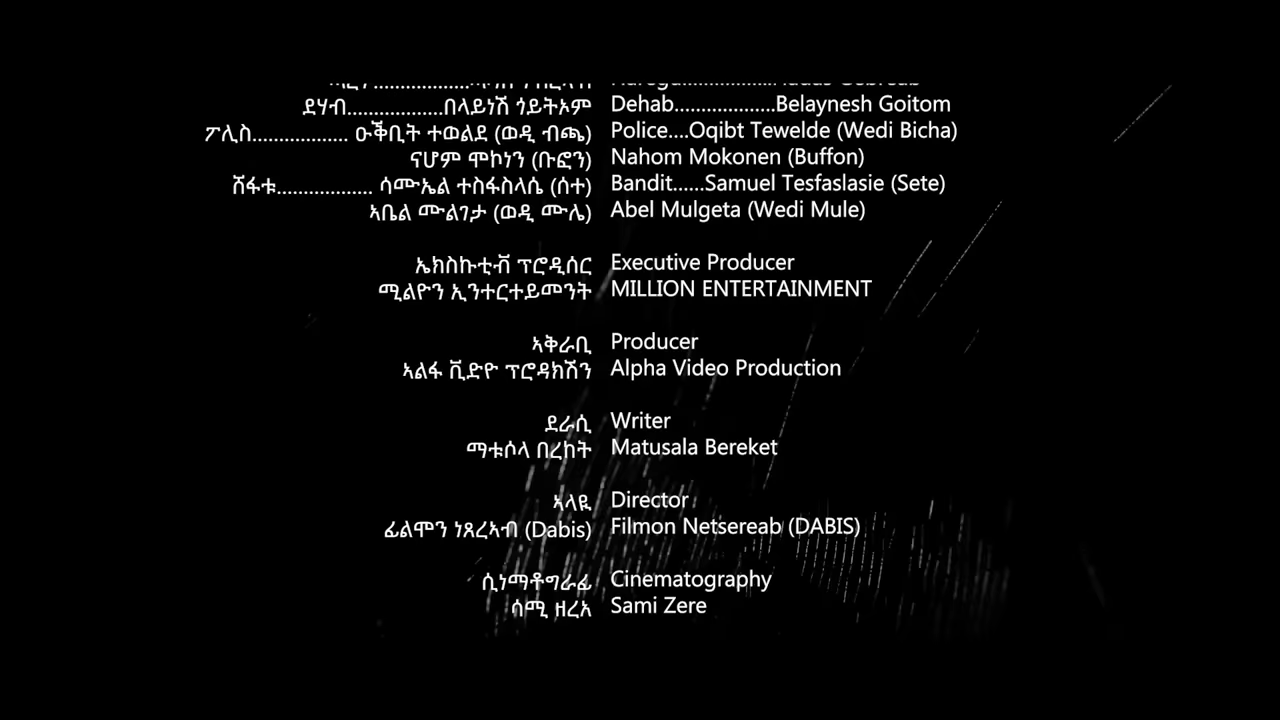 ደሃብ..................በላይነሽ ጎይትኦም Dehab...................Belaynesh Goitom
ፖሊስ.................. ዑቕቢት ተወልደ (ወዲ ብጫ) Police....Oqibt Tewelde (Wedi Bicha)
ናሆም ሞኮነን (ቡፎን) Nahom Mokonen (Buffon)
ሽፋቱ.................. ሳሙኤል ተስፋስላሴ (ሰተ) Bandit......Samuel Tesfaslasie (Sete)
ኣቤል ሙልገታ (ወዲ ሙሌ) Abel Mulgeta (Wedi Mule)
ኤክስኩቲቭ ፕሮዲሰር Executive Producer
ሚልዮን ኢንተርተይመንት MILLION ENTERTAINMENT
ኣቅራቢ Producer
ኣልፋ ቪድዮ ፕሮዳክሽን Alpha Video Production
ደራሲ Writer
ማቱሶላ በረከት Matusala Bereket
ኣላዪ Director
ፊልሞን ነጸረኣብ (Dabis) Filmon Netsereab (DABIS)
ሲነማቶግራፊ Cinematography
ሳሚ ዘረአ Sami Zere